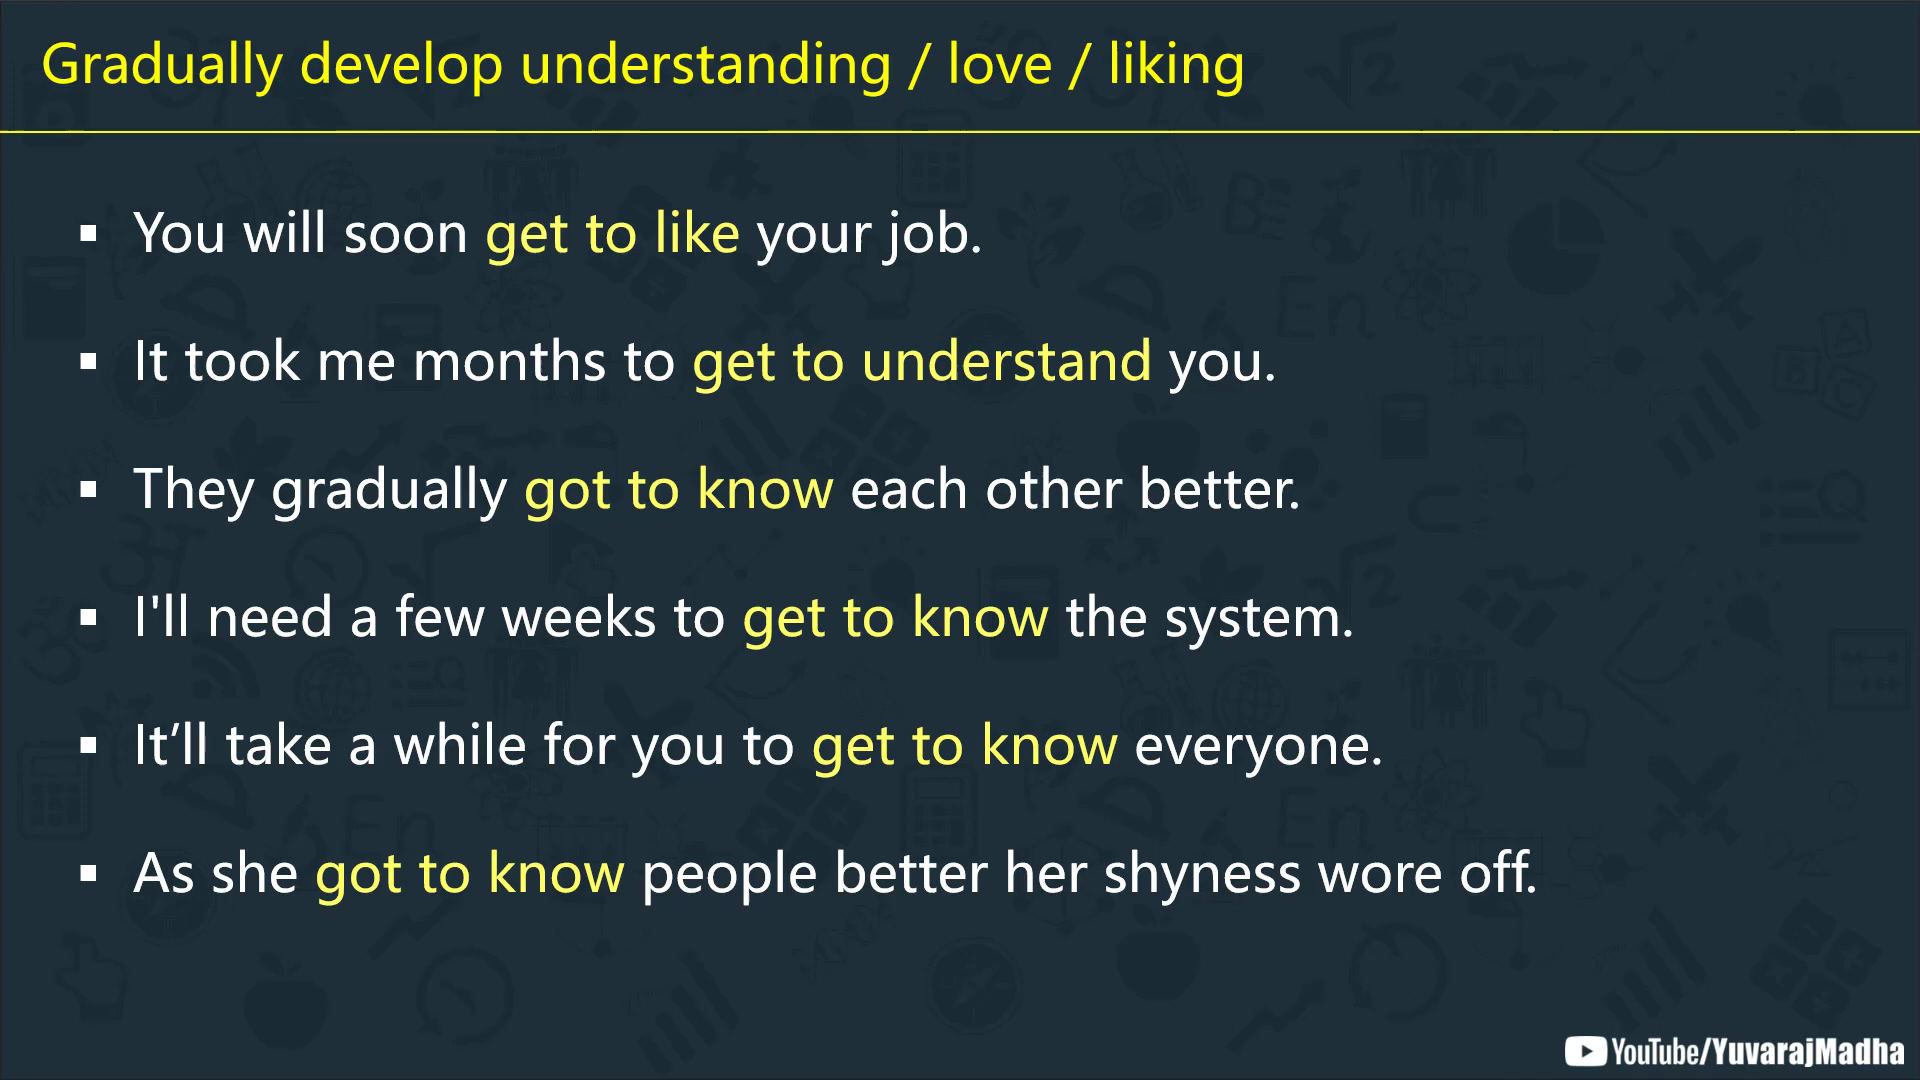 Gradually develop understanding / love / liking
▪ You will soon get to like your job.
▪ It took me months to get to understand you.
▪ They gradually got to know each other better.
▪ I'll need a few weeks to get to know the system.
▪ It’ll take a while for you to get to know everyone.
▪ As she got to know people better her shyness wore off.
YouTube/YuvarajMadha